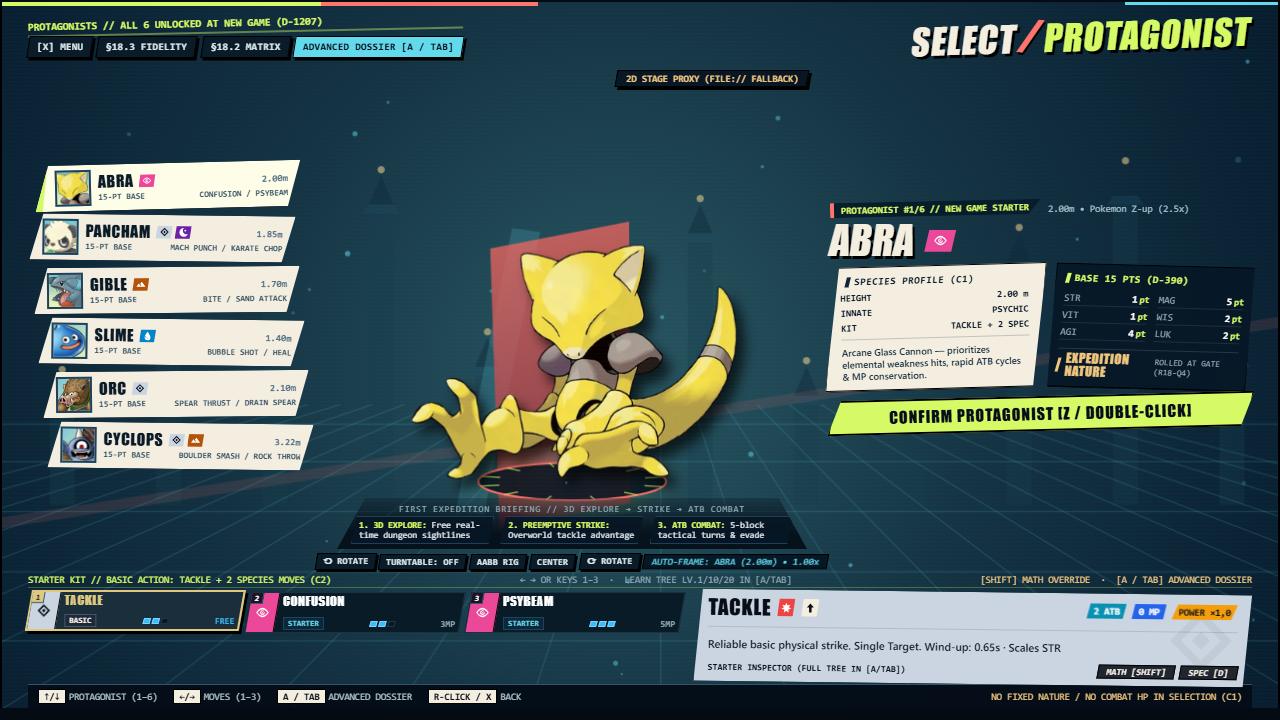 PROTAGONISTS // ALL 6 UNLOCKED AT NEW GAME (D-1207)
[X] MENU
§18.3 FIDELITY
§18.2 MATRIX
ADVANCED DOSSIER [A / TAB]
SELECT/PROTAGONIST
2D STAGE PROXY (FILE:// FALLBACK)
ABRA
2.00m
15-PT BASE
CONFUSION / PSYBEAM
PANCHAM
1.85m
15-PT BASE
MACH PUNCH / KARATE CHOP
GIBLE
1.70m
15-PT BASE
BITE / SAND ATTACK
SLIME
1.40m
15-PT BASE
BUBBLE SHOT / HEAL
ORC
2.10m
15-PT BASE
SPEAR THRUST / DRAIN SPEAR
CYCLOPS
3.22m
15-PT BASE
BOULDER SMASH / ROCK THROW
PROTAGONIST #1/6 // NEW GAME STARTER
2.00m • Pokemon Z-up (2.5x)
ABRA
SPECIES PROFILE (C1)
HEIGHT 2.00 m
INNATE PSYCHIC
KIT TACKLE + 2 SPEC
Arcane Glass Cannon — prioritizes
elemental weakness hits, rapid ATB cycles
& MP conservation.
BASE 15 PTS (D-390)
STR 1pt MAG 5pt
VIT 1pt WIS 2pt
AGI 4pt LUK 2pt
EXPEDITION
NATURE
ROLLED AT GATE
(R18-Q4)
CONFIRM PROTAGONIST [Z / DOUBLE-CLICK]
FIRST EXPEDITION BRIEFING // 3D EXPLORE → STRIKE → ATB COMBAT
1. 3D EXPLORE: Free real-
time dungeon sightlines
2. PREEMPTIVE STRIKE:
Overworld tackle advantage
3. ATB COMBAT: 5-block
tactical turns & evade
⟲ ROTATE
TURNTABLE: OFF
AABB RIG
CENTER
⟳ ROTATE
AUTO-FRAME: ABRA (2.00m) • 1.00x
STARTER KIT // BASIC ACTION: TACKLE + 2 SPECIES MOVES (C2)
← → OR KEYS 1–3 · LEARN TREE LV.1/10/20 IN [A/TAB]
[SHIFT] MATH OVERRIDE · [A / TAB] ADVANCED DOSSIER
1
TACKLE
BASIC
FREE
2
CONFUSION
STARTER
3MP
3
PSYBEAM
STARTER
5MP
TACKLE
2 ATB
0 MP
POWER ×1,0
Reliable basic physical strike. Single Target. Wind-up: 0.65s · Scales STR
STARTER INSPECTOR (FULL TREE IN [A/TAB])
MATH [SHIFT]
SPEC [D]
↑/↓ PROTAGONIST (1–6)
←/→ MOVES (1–3)
A / TAB ADVANCED DOSSIER
R-CLICK / X BACK
NO FIXED NATURE / NO COMBAT HP IN SELECTION (C1)